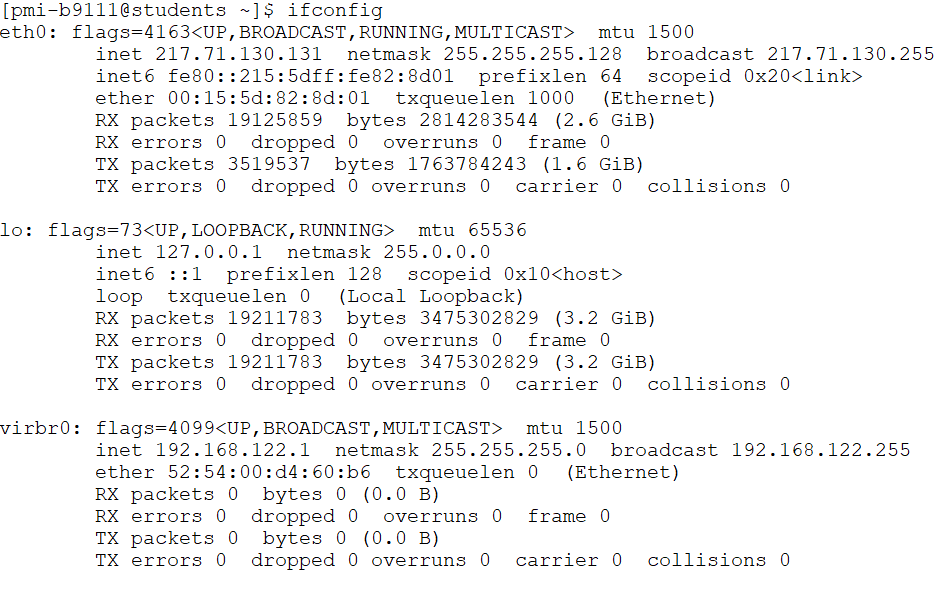 [pmi-b9111@students ~]$ ifconfig
eth0: flags=4163<UP,BROADCAST,RUNNING,MULTICAST>  mtu 1500
        inet 217.71.130.131  netmask 255.255.255.128  broadcast 217.71.130.255
        inet6 fe80::215:5dff:fe82:8d01  prefixlen 64  scopeid 0x20<link>
        ether 00:15:5d:82:8d:01  txqueuelen 1000  (Ethernet)
        RX packets 19125859  bytes 2814283544 (2.6 GiB)
        RX errors 0  dropped 0  overruns 0  frame 0
        TX packets 3519537  bytes 1763784243 (1.6 GiB)
        TX errors 0  dropped 0 overruns 0  carrier 0  collisions 0

lo: flags=73<UP,LOOPBACK,RUNNING>  mtu 65536
        inet 127.0.0.1  netmask 255.0.0.0
        inet6 ::1  prefixlen 128  scopeid 0x10<host>
        loop  txqueuelen 0  (Local Loopback)
        RX packets 19211783  bytes 3475302829 (3.2 GiB)
        RX errors 0  dropped 0  overruns 0  frame 0
        TX packets 19211783  bytes 3475302829 (3.2 GiB)
        TX errors 0  dropped 0 overruns 0  carrier 0  collisions 0

virbr0: flags=4099<UP,BROADCAST,MULTICAST>  mtu 1500
        inet 192.168.122.1  netmask 255.255.255.0  broadcast 192.168.122.255
        ether 52:54:00:d4:60:b6  txqueuelen 0  (Ethernet)
        RX packets 0  bytes 0 (0.0 B)
        RX errors 0  dropped 0  overruns 0  frame 0
        TX packets 0  bytes 0 (0.0 B)
        TX errors 0  dropped 0 overruns 0  carrier 0  collisions 0